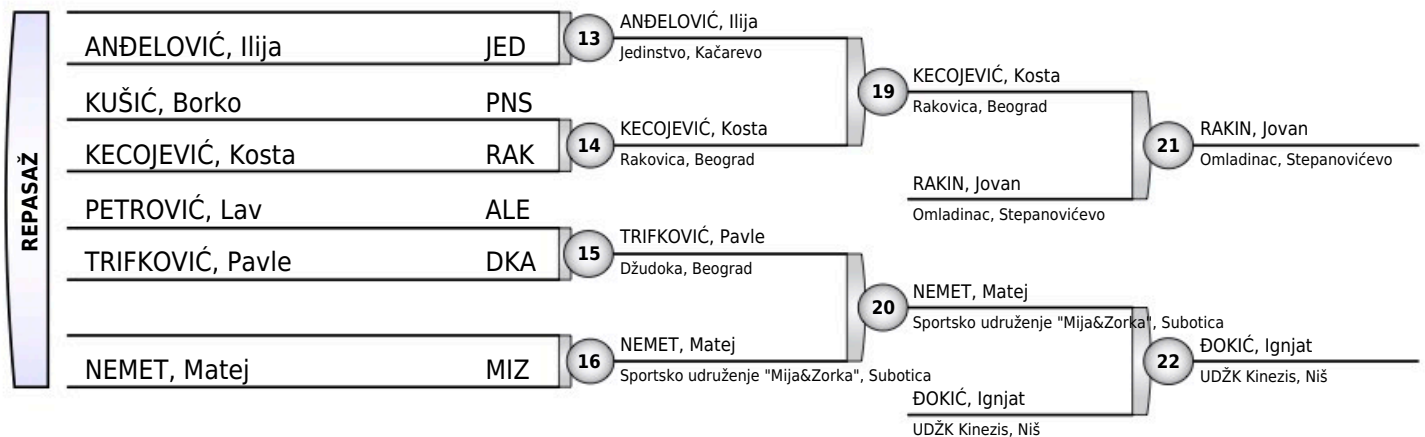 REPASAŽ
ANĐELOVIĆ, Ilija JED
KUŠIĆ, Borko PNS
KECOJEVIĆ, Kosta RAK
PETROVIĆ, Lav ALE
TRIFKOVIĆ, Pavle DKA
NEMET, Matej MIZ
13
ANĐELOVIĆ, Ilija
Jedinstvo, Kačarevo
14
KECOJEVIĆ, Kosta
Rakovica, Beograd
15
TRIFKOVIĆ, Pavle
Džudoka, Beograd
16
NEMET, Matej
Sportsko udruženje "Mija&Zorka", Subotica
19
KECOJEVIĆ, Kosta
Rakovica, Beograd
RAKIN, Jovan
Omladinac, Stepanovićevo
20
NEMET, Matej
Sportsko udruženje "Mija&Zorka", Subotica
ĐOKIĆ, Ignjat
UDŽK Kinezis, Niš
21
RAKIN, Jovan
Omladinac, Stepanovićevo
22
ĐOKIĆ, Ignjat
UDŽK Kinezis, Niš